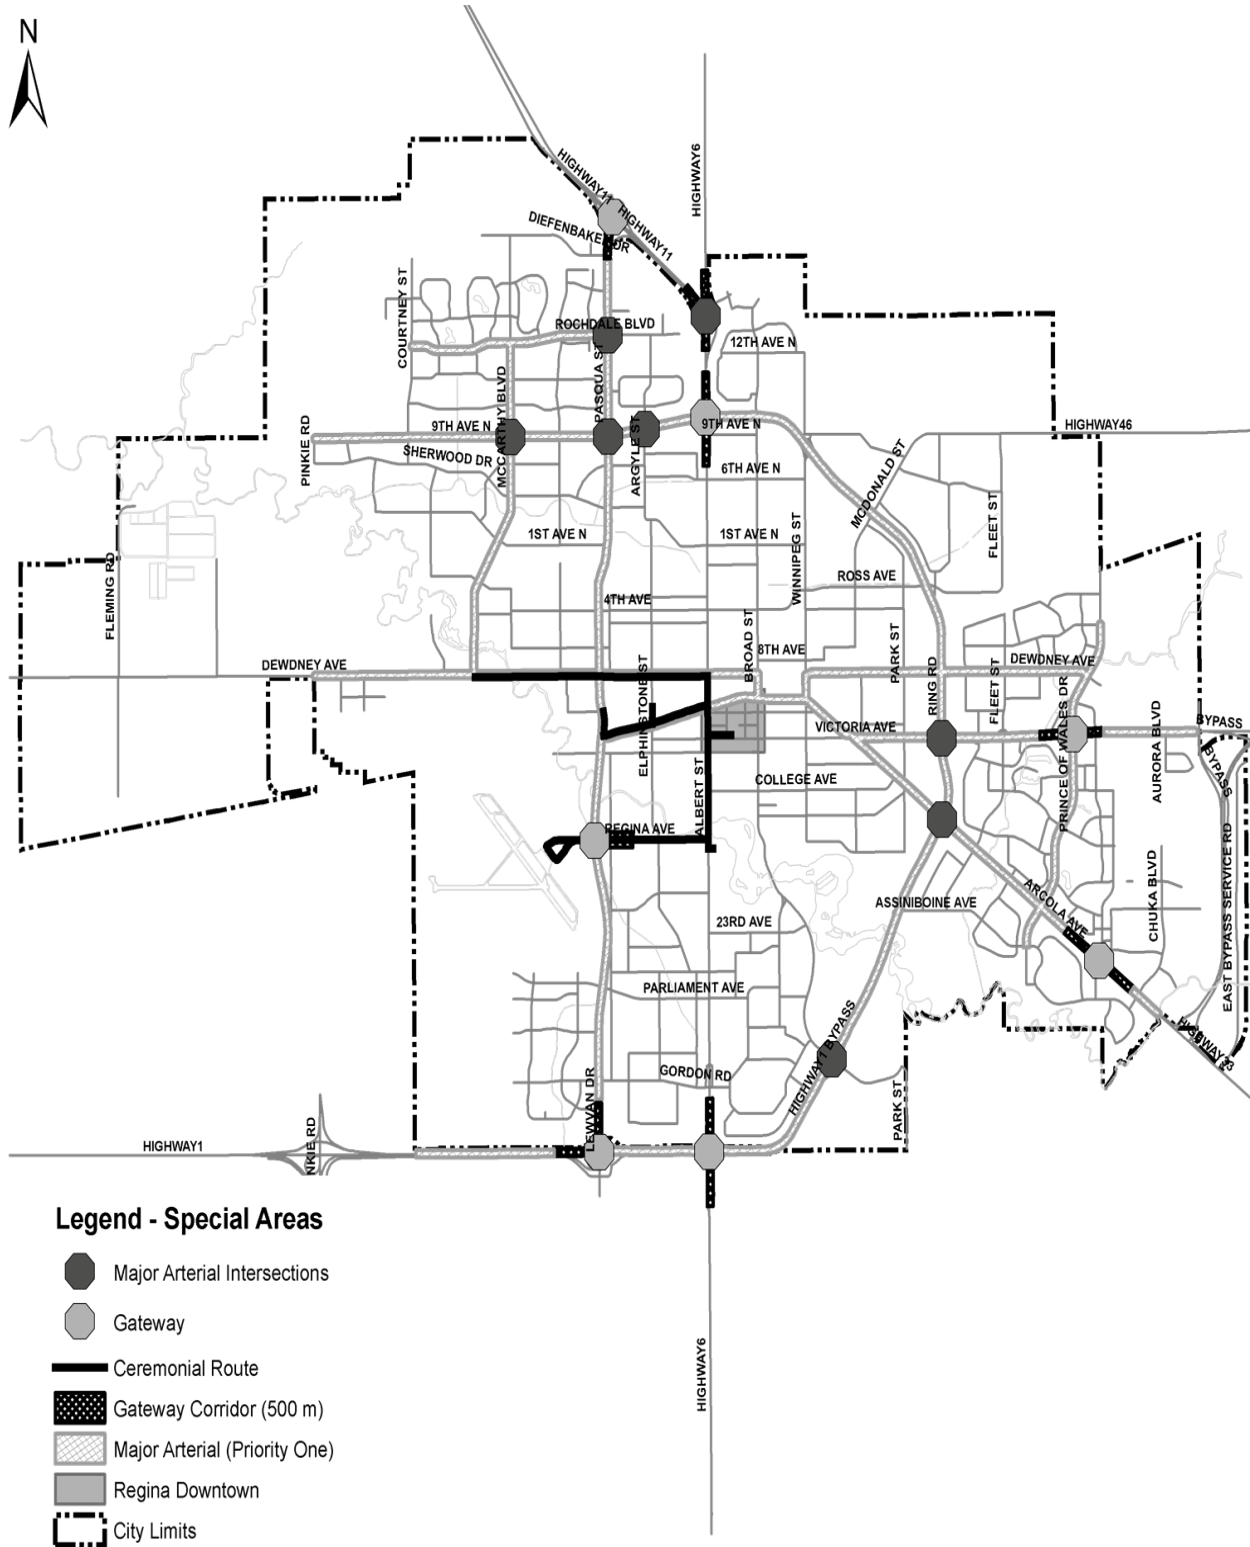 N
HIGHWAY11
HIGHWAY6
HIGHWAY11
DIEFENBAKER DR
COURTNEY ST
ROCHDALE BLVD
12TH AVE N
PASQUA ST
MCCARTHY BLVD
PINKIE RD
9TH AVE N
ARGYLE ST
9TH AVE N
HIGHWAY46
SHERWOOD DR
6TH AVE N
MCDONALD ST
FLEET ST
1ST AVE N
1ST AVE N
WINNIPEG ST
FLEMING RD
ROSS AVE
4TH AVE
BROAD ST
8TH AVE
PARK ST
DEWDNEY AVE
DEWDNEY AVE
ELPHINSTONE ST
RING RD
FLEET ST
PRINCE OF WALES DR
AURORA BLVD
VICTORIA AVE
BYPASS
BYPASS
COLLEGE AVE
ALBERT ST
REGINA AVE
EAST BYPASS SERVICE RD
CHUKA BLVD
ARCOLA AVE
ASSINIBOINE AVE
23RD AVE
PARLIAMENT AVE
HIGHWAY1 BYPASS
GORDON RD
LEWVAN DR
PARK ST
HIGHWAY33
HIGHWAY1
NKIE RD
HIGHWAY6
Legend - Special Areas
Major Arterial Intersections
Gateway
Ceremonial Route
Gateway Corridor (500 m)
Major Arterial (Priority One)
Regina Downtown
City Limits